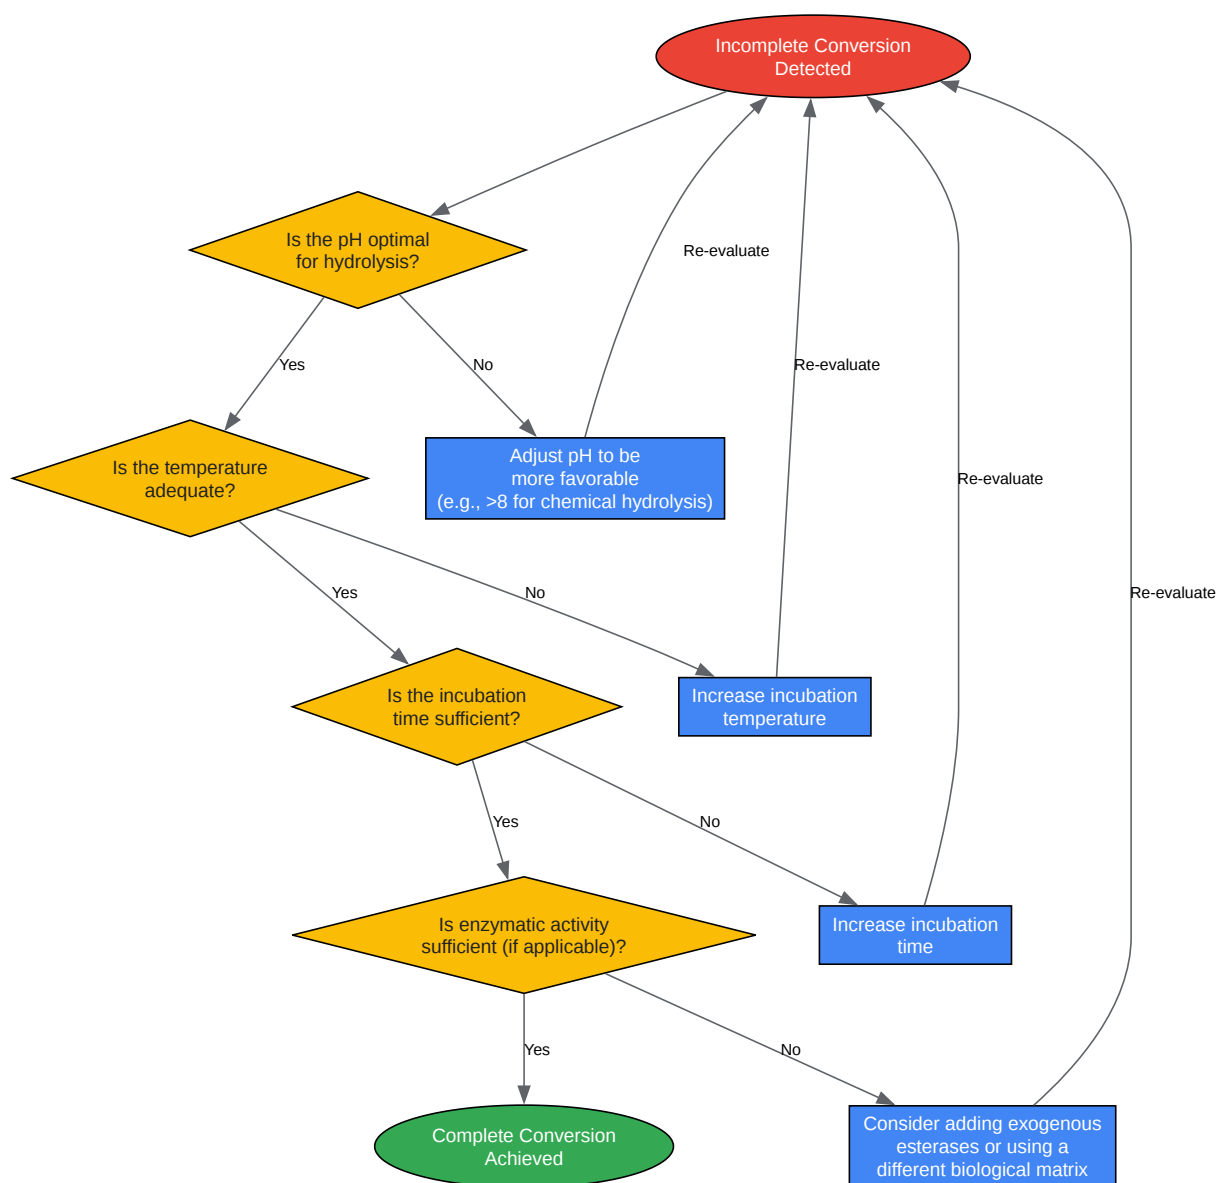 Incomplete Conversion
Detected
Is the pH optimal
for hydrolysis?
Re-evaluate
Yes
No
Re-evaluate
Adjust pH to be
more favorable
(e.g., >8 for chemical hydrolysis)
Is the temperature
adequate?
Re-evaluate
Yes
No
Re-evaluate
Is the incubation
time sufficient?
Increase incubation
temperature
Yes
No
Is enzymatic activity
sufficient (if applicable)?
Increase incubation
time
Yes
No
Complete Conversion
Achieved
Consider adding exogenous
esterases or using a
different biological matrix